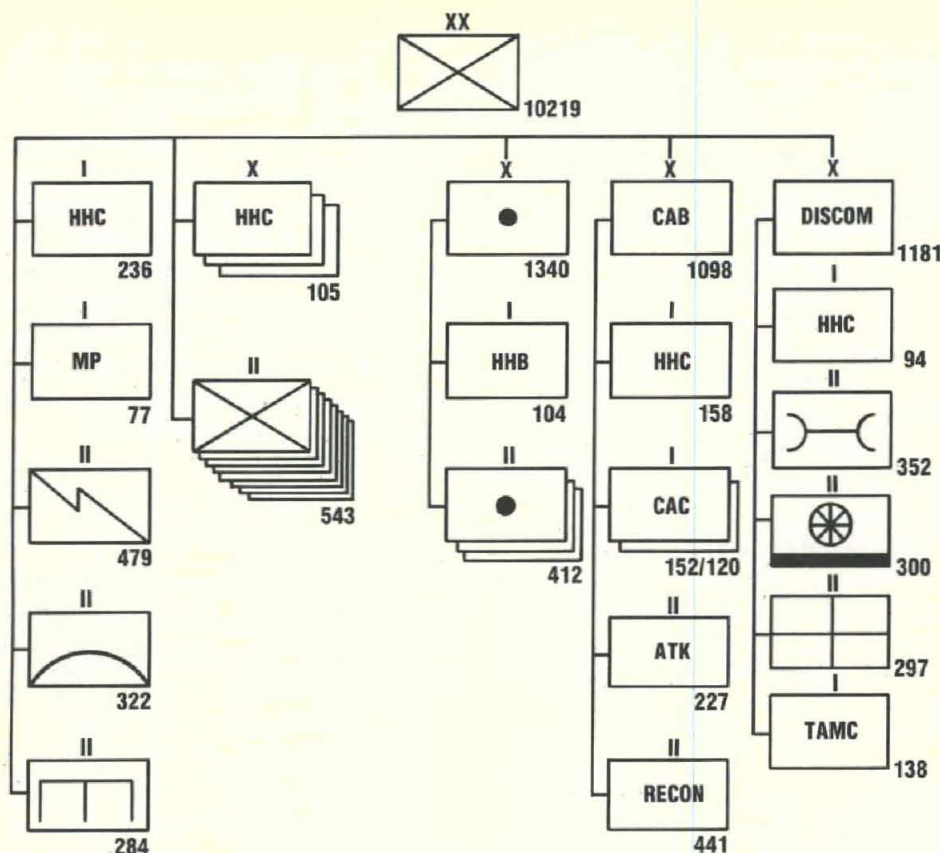 XX
10219
I
HHC
236
I
MP
77
II
479
II
322
II
284
X
HHC
105
II
543
X
1340
I
HHB
104
II
412
X
CAB
1098
I
HHC
158
I
CAC
152/120
II
ATK
227
II
RECON
441
X
DISCOM
1181
I
HHC
94
II
352
II
300
II
297
I
TAMC
138